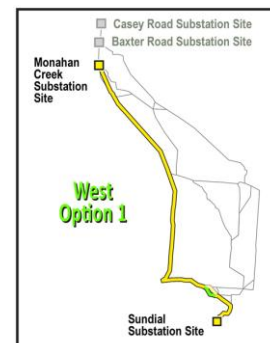 Casey Road Substation Site
Baxter Road Substation Site
Monahan
Creek
Substation
Site
West
Option 1
Sundial
Substation Site